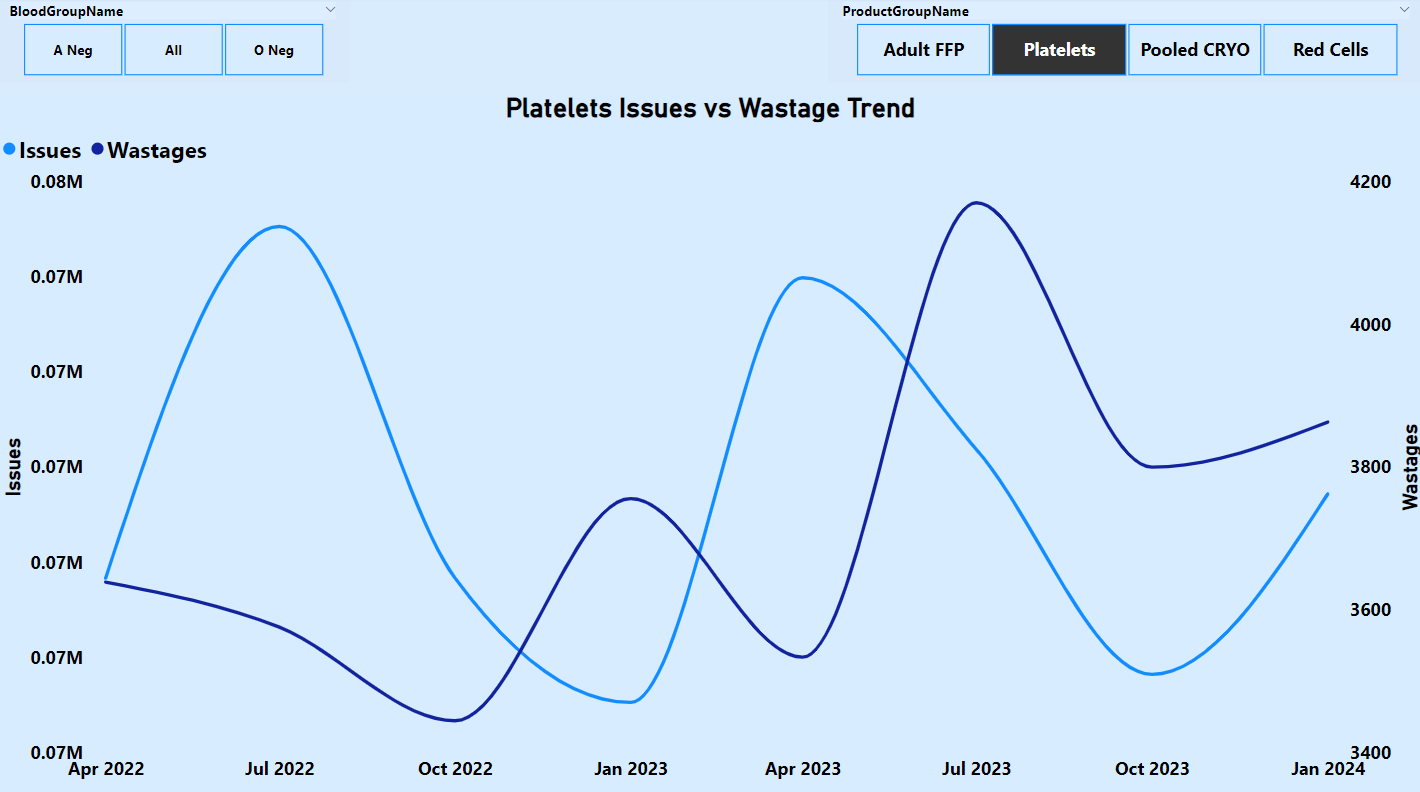 BloodGroupName
ProductGroupName
A Neg All O Neg
Adult FFP Platelets Pooled CRYO Red Cells
Platelets Issues vs Wastage Trend
Issues Wastages
0.08M
0.07M
0.07M
0.07M
0.07M
0.07M
0.07M
Issues
4200
4000
3800
3600
3400
Wastages
Apr 2022 Jul 2022 Oct 2022 Jan 2023 Apr 2023 Jul 2023 Oct 2023 Jan 2024